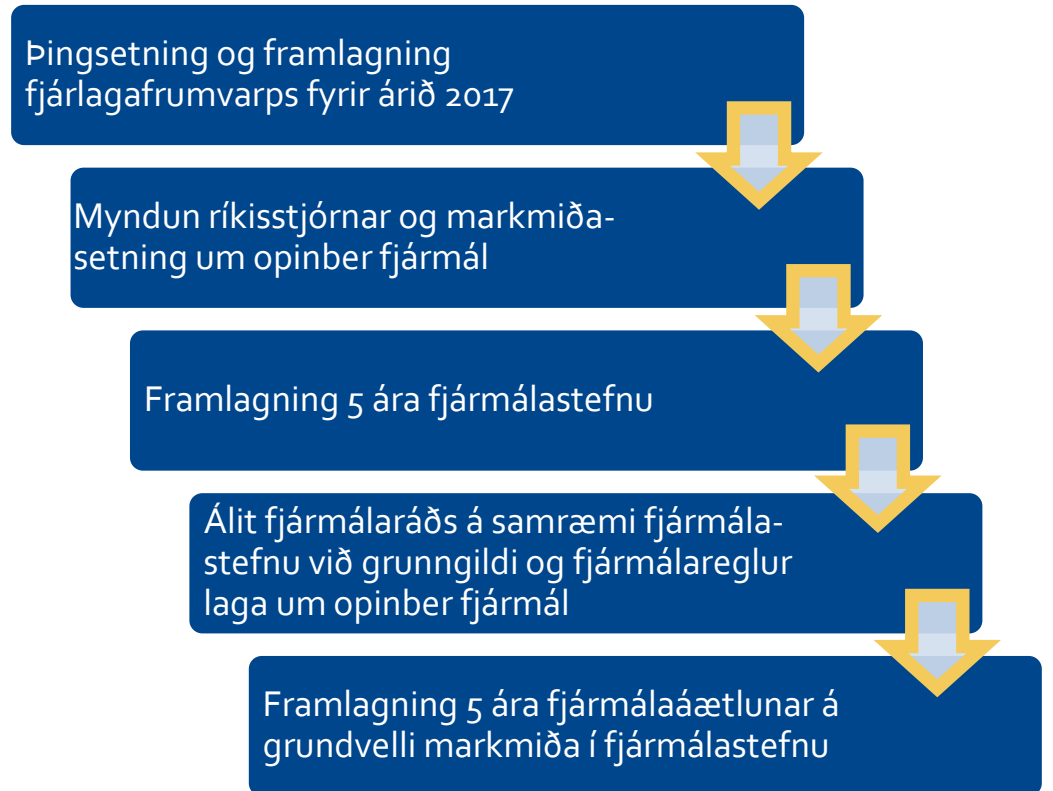 Þingsetning og framlagning
fjárlagafrumvarps fyrir árið 2017
Myndun ríkisstjórnar og markmiða-
setning um opinber fjármál
Framlagning 5 ára fjármálastefnu
Álit fjármálaráðs á samræmi fjármála-
stefnu við grunngildi og fjármálareglur
laga um opinber fjármál
Framlagning 5 ára fjármálaáætlunar á
grundvelli markmiða í fjármálastefnu